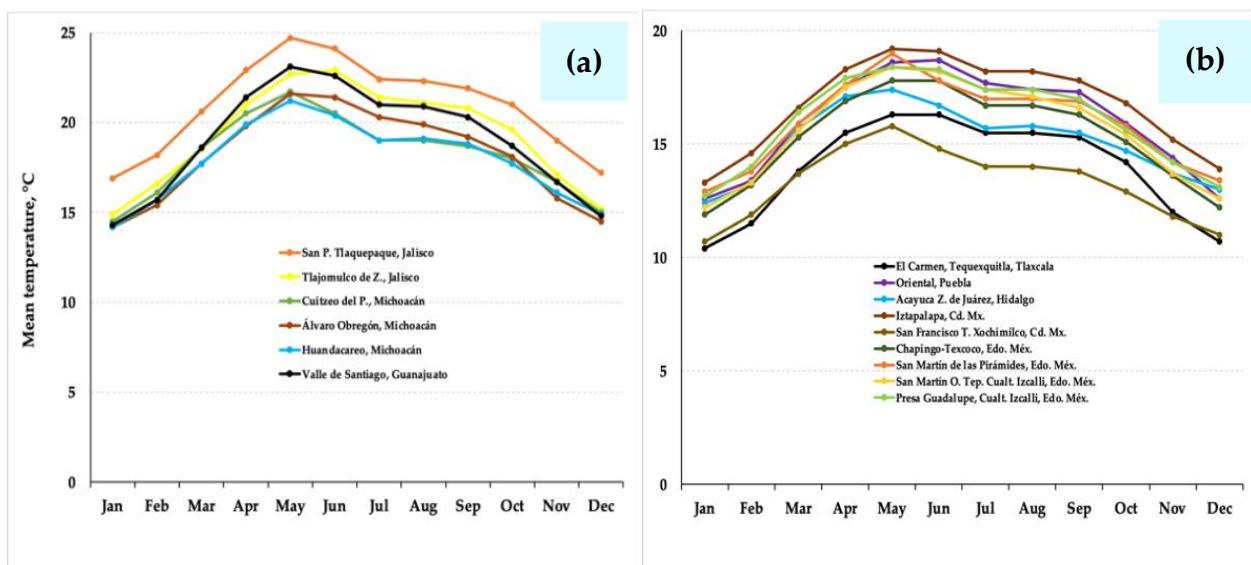 (a)
Mean temperature, °C
25
20
15
10
5
0
San P. Tlaquepaque, Jalisco
Tlajomulco de Z., Jalisco
Cuitzeo del P., Michoacán
Álvaro Obregón, Michoacán
Huandacareo, Michoacán
Valle de Santiago, Guanajuato
Jan Feb Mar Apr May Jun Jul Aug Sep Oct Nov Dec
(b)
20
15
10
5
0
El Carmen, Tequexquitla, Tlaxcala
Oriental, Puebla
Acayuca Z. de Juárez, Hidalgo
Iztapalapa, Cd. Mx.
San Francisco T. Xochimilco, Cd. Mx.
Chapingo-Texcoco, Edo. Méx.
San Martín de las Pirámides, Edo. Méx.
San Martín O. Tep. Cualt. Izcalli, Edo. Méx.
Presa Guadalupe, Cualt. Izcalli, Edo. Méx.
Jan Feb Mar Apr May Jun Jul Aug Sep Oct Nov Dec